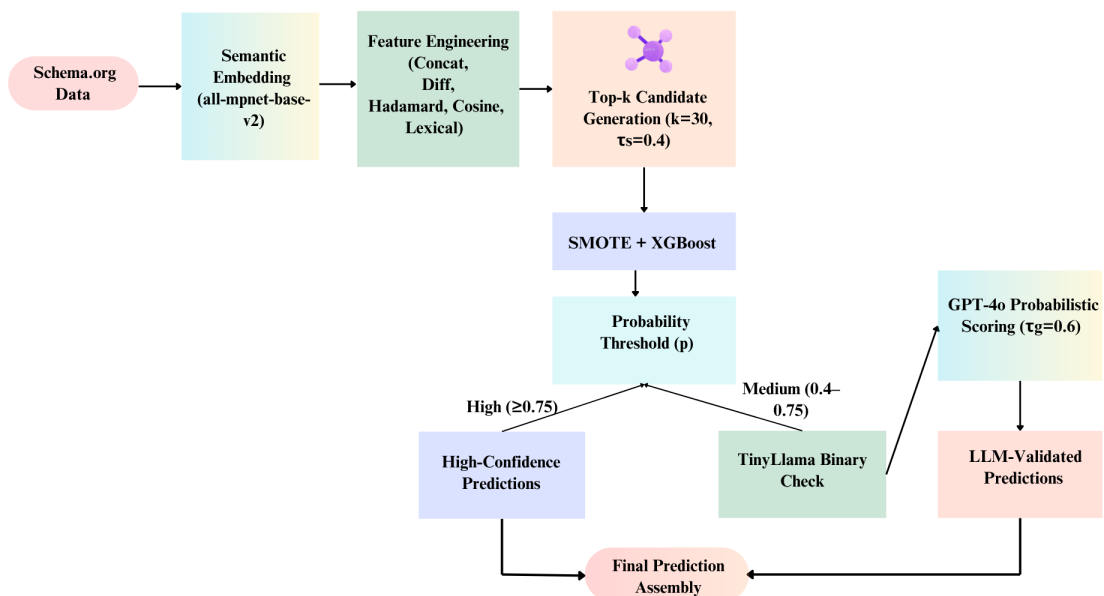 Schema.org
Data
Semantic
Embedding
(all-mpnet-base-
v2)
Feature Engineering
(Concat,
Diff,
Hadamard, Cosine,
Lexical)
Top-k Candidate
Generation (k=30,
τs=0.4)
SMOTE + XGBoost
Probability
Threshold (p)
High (≥0.75)
Medium (0.4–
0.75)
High-Confidence
Predictions
TinyLlama Binary
Check
GPT-4o Probabilistic
Scoring (τg=0.6)
LLM-Validated
Predictions
Final Prediction
Assembly